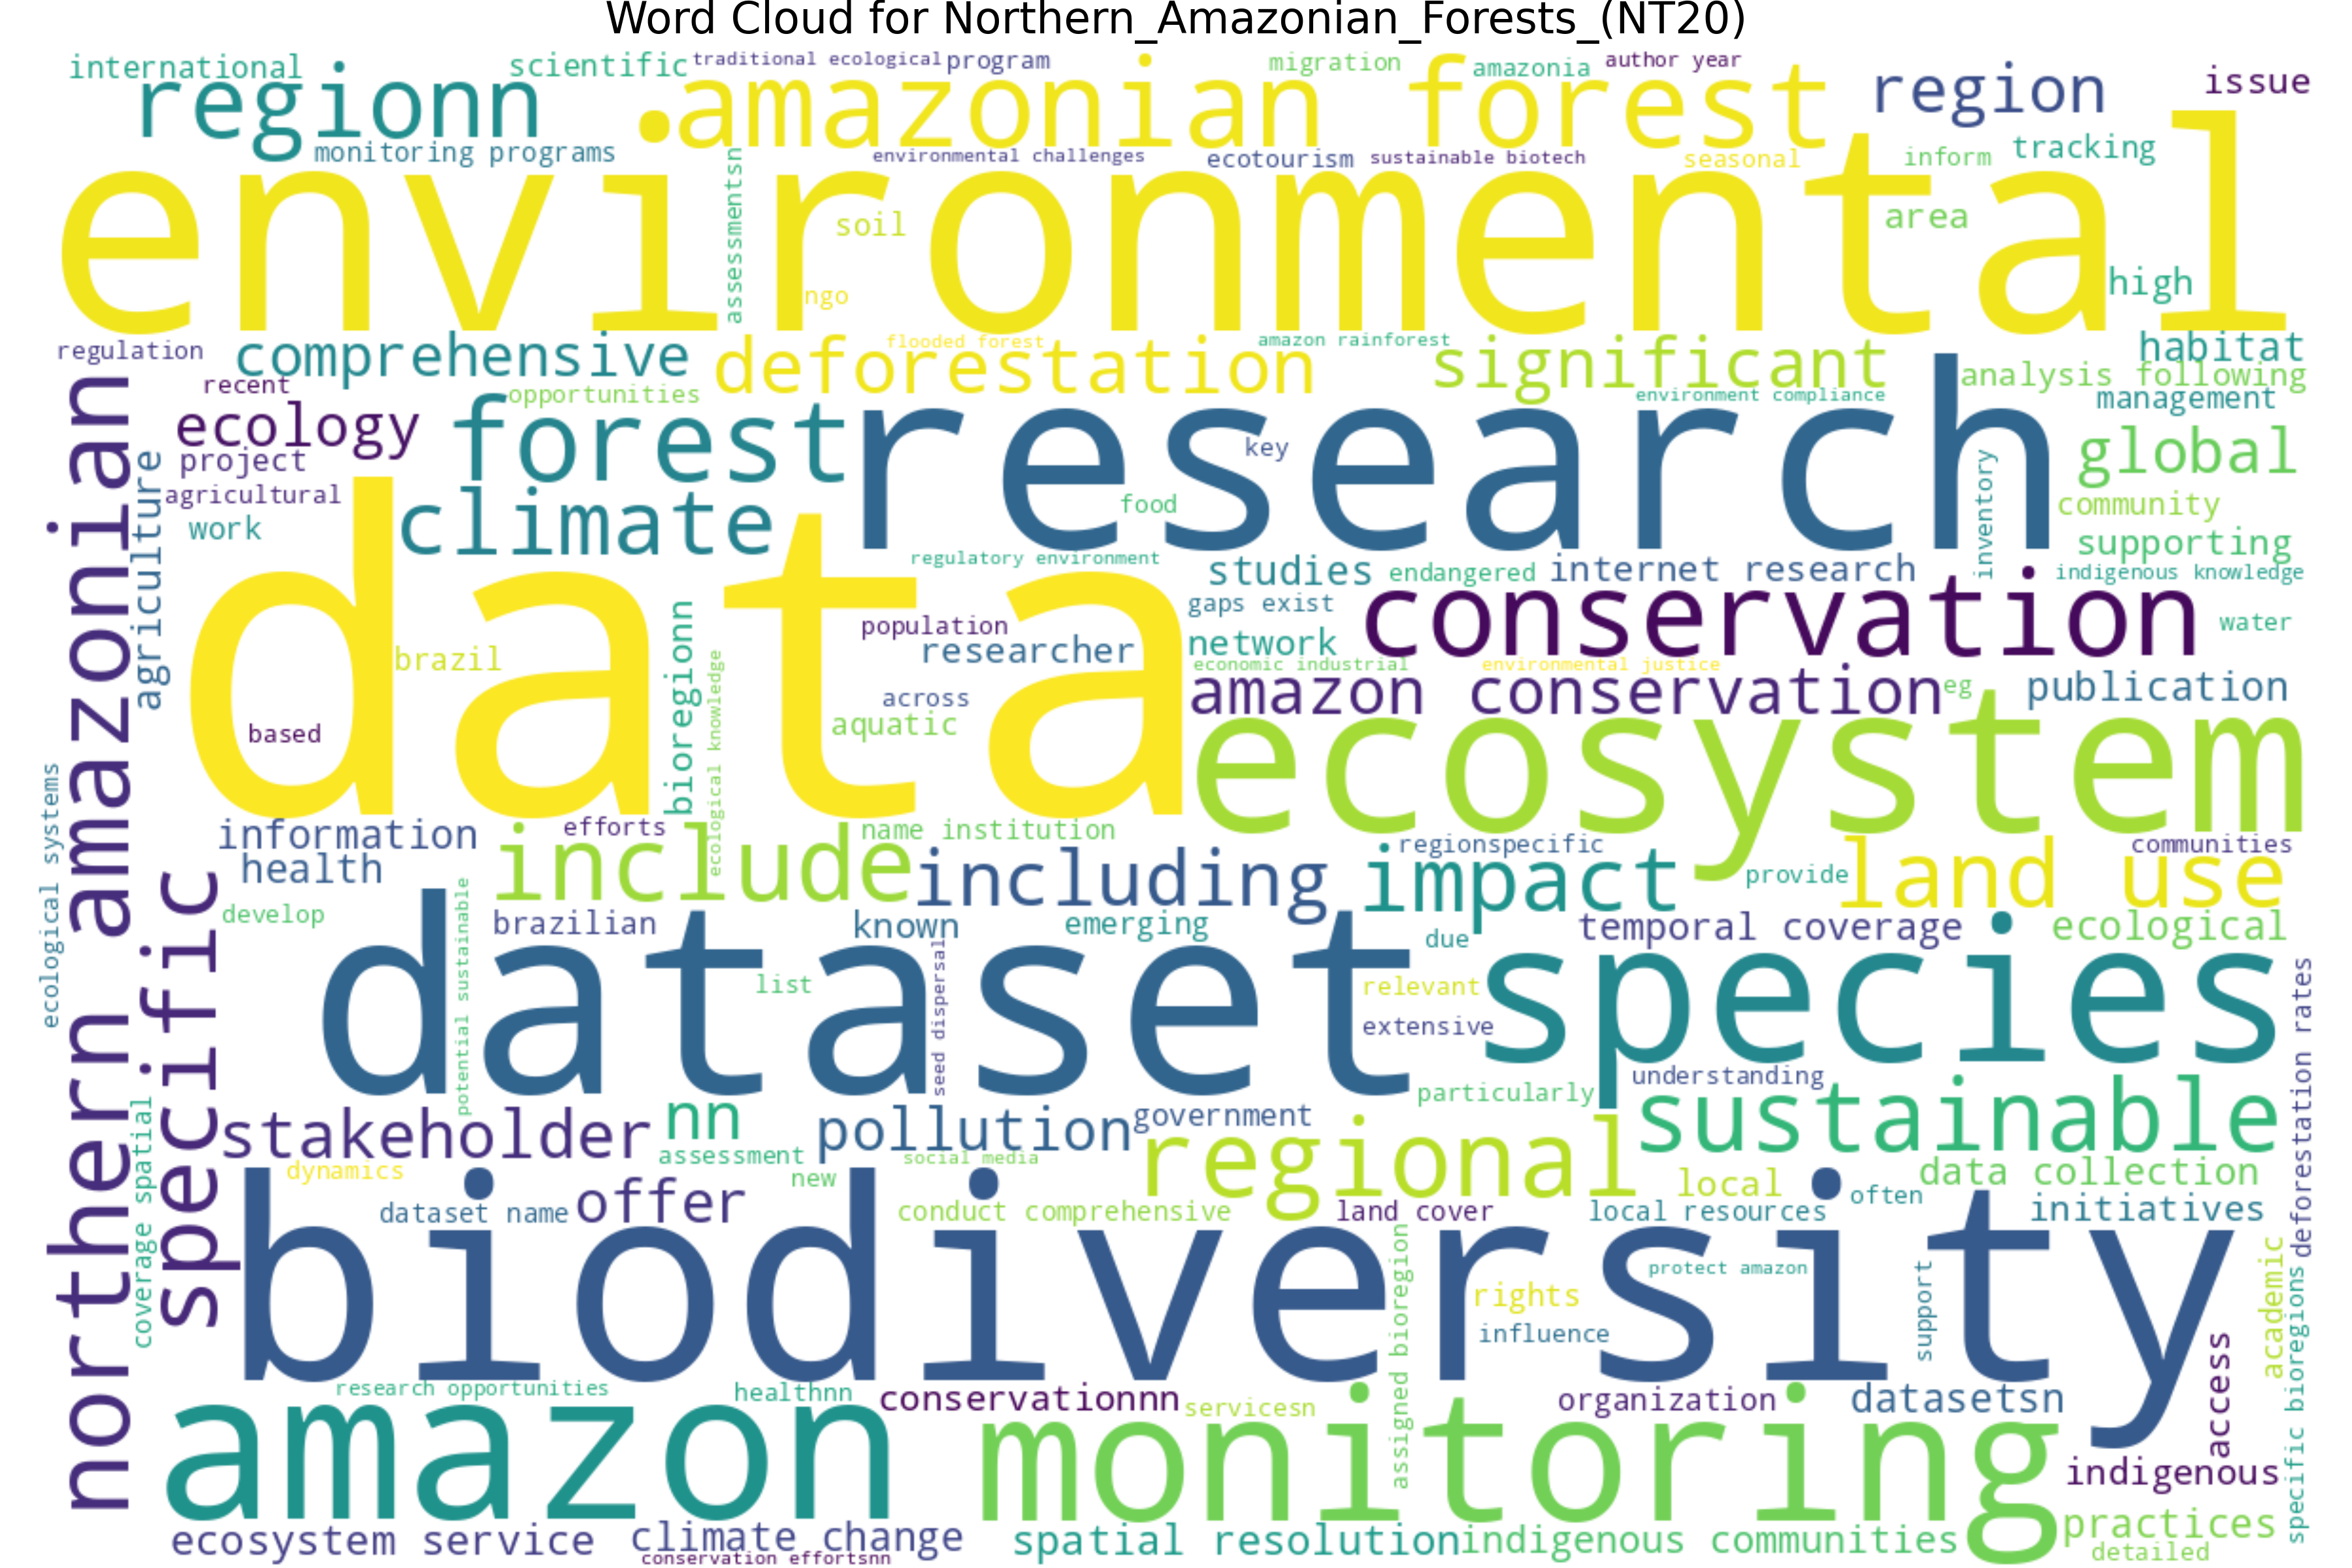 Word Cloud for Northern_Amazonian_Forests_(NT20)
international
scientific
traditional ecological
program
migration
amazonia
author year
issue
regionn
amazonian forest
region
monitoring programs
environmental challenges
ecotourism
sustainable biotech
seasonal
inform
tracking
environmental
assessmentsn
soil
area
ngo
high
regulation
comprehensive
deforestation
flooded forest
amazon rainforest
significant
habitat
analysis following
recent
opportunities
environment compliance
management
ecology
forest
research
key
global
project
agricultural
agriculture
work
climate
food
inventory
community
supporting
regulatory environment
studies
endangered
internet research
indigenous knowledge
data
gaps exist
conservation
water
population
researcher
network
brazil
bioregionn
ecological knowledge
economic industrial
environmental justice
across
amazon conservation
eg
publication
aquatic
based
ecosystem
northern amazonian
ecological systems
information
efforts
name institution
regionspecific
communities
health
include
including
impact
provide
land use
specific
develop
potential sustainable
brazilian
known
emerging
due
temporal coverage
ecological
dataset
list
seed dispersal
relevant
extensive
species
deforestation rates
understanding
particularly
stakeholder
nn
pollution
government
sustainable
coverage spatial
assessment
social media
regional
dynamics
new
local
data collection
dataset name
offer
conduct comprehensive
land cover
local resources
often
initiatives
biodiversity
assigned bioregion
protect amazon
rights
influence
support
academic
specific bioregions
access
research opportunities
healthnn
conservationnn
servicesn
organization
datasetsn
amazon
monitoring
indigenous
ecosystem service
climate change
conservation effortsnn
spatial resolution
indigenous communities
practices
detailed